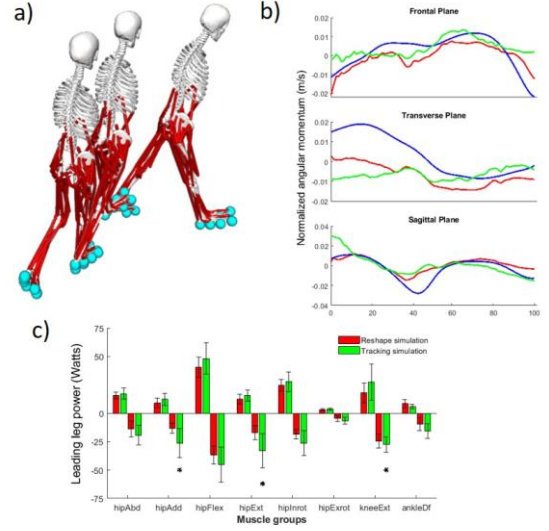 a)
b)
Frontal Plane
0.02
0.01
0
-0.01
-0.02
Transverse Plane
0.02
0.01
0
-0.01
-0.02
Sagittal Plane
0.04
0.02
0
-0.02
-0.04
0 20 40 60 80 100
Normalized angular momentum (m/s)
c)
Reshape simulation
Tracking simulation
75
50
25
0
-25
-50
-75
Leading leg power (Watts)
* * *
hipAbd hipAdd hipFlex hipExt hipInrot hipExrot kneeExt ankleDf
Muscle groups